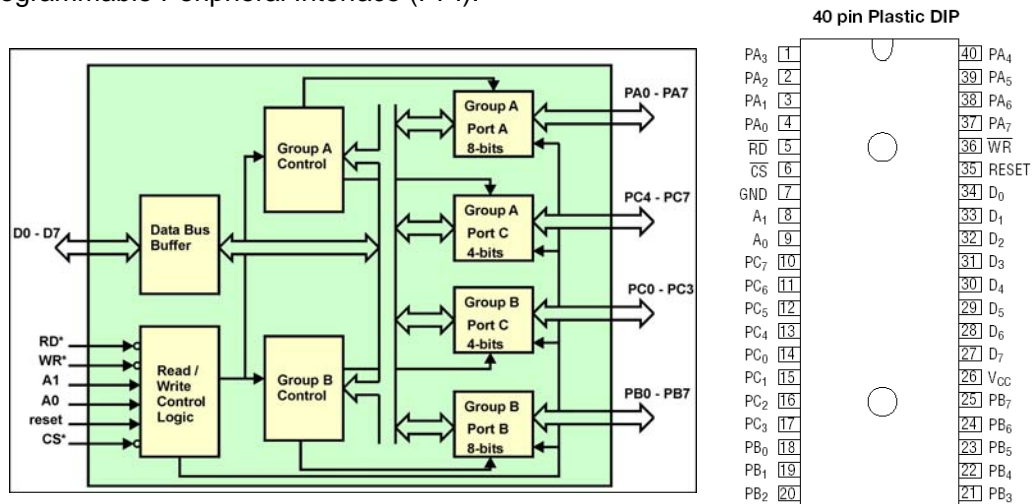 Programmable Peripheral Interface (PPI).
40 pin Plastic DIP
D0 - D7
Data Bus
Buffer
RD*
WR*
A1
A0
reset
CS*
Read /
Write
Control
Logic
Group A
Control
Group B
Control
Group A
Port A
8-bits
PA0 - PA7
Group A
Port C
4-bits
PC4 - PC7
Group B
Port C
4-bits
PC0 - PC3
Group B
Port B
8-bits
PB0 - PB7
PA3 1 40 PA4
PA2 2 39 PA5
PA1 3 38 PA6
PA0 4 37 PA7
RD 5 36 WR
CS 6 35 RESET
GND 7 34 D0
A1 8 33 D1
A0 9 32 D2
PC7 10 31 D3
PC6 11 30 D4
PC5 12 29 D5
PC4 13 28 D6
PC0 14 27 D7
PC1 15 26 VCC
PC2 16 25 PB7
PC3 17 24 PB6
PB0 18 23 PB5
PB1 19 22 PB4
PB2 20 21 PB3